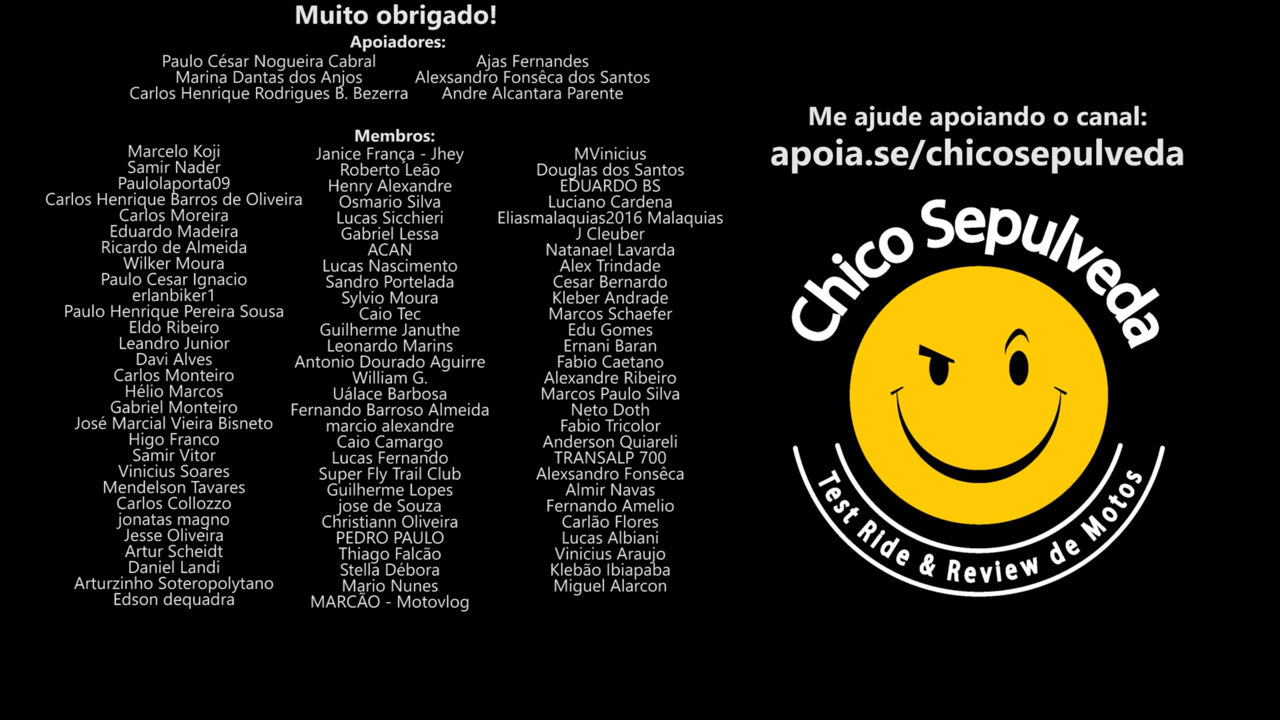 Muito obrigado!
Apoiadores:
Paulo César Nogueira Cabral
Marina Dantas dos Anjos
Carlos Henrique Rodrigues B. Bezerra
Ajas Fernandes
Alexsandro Fonsêca dos Santos
Andre Alcantara Parente
Membros:
Marcelo Koji
Samir Nader
Paulolaporta09
Carlos Henrique Barros de Oliveira
Carlos Moreira
Eduardo Madeira
Ricardo de Almeida
Wilker Moura
Paulo Cesar Ignacio
erlanbiker1
Paulo Henrique Pereira Sousa
Eldo Ribeiro
Leandro Junior
Davi Alves
Carlos Monteiro
Hélio Marcos
Gabriel Monteiro
José Marcial Vieira Bisneto
Higo Franco
Samir Vitor
Vinicius Soares
Mendelson Tavares
Carlos Collozzo
jonatas magno
Jesse Oliveira
Artur Scheidt
Daniel Landi
Arturzinho Soteropolytano
Edson dequadra
Janice França - Jhey
Roberto Leão
Henry Alexandre
Osmario Silva
Lucas Sicchieri
Gabriel Lessa
ACAN
Lucas Nascimento
Sandro Portelada
Sylvio Moura
Caio Tec
Guilherme Januthe
Leonardo Marins
Antonio Dourado Aguirre
William G.
Uálace Barbosa
Fernando Barroso Almeida
marcio alexandre
Caio Camargo
Lucas Fernando
Super Fly Trail Club
Guilherme Lopes
jose de Souza
Christiann Oliveira
PEDRO PAULO
Thiago Falcão
Stella Débora
Mario Nunes
MARCÃO - Motovlog
MVinicius
Douglas dos Santos
EDUARDO BS
Luciano Cardena
Eliasmalaquias2016 Malaquias
J Cleuber
Natanael Lavarda
Alex Trindade
Cesar Bernardo
Kleber Andrade
Marcos Schaefer
Edu Gomes
Ernani Baran
Fabio Caetano
Alexandre Ribeiro
Marcos Paulo Silva
Neto Doth
Fabio Tricolor
Anderson Quiareli
TRANSALP 700
Alexsandro Fonsêca
Almir Navas
Fernando Amelio
Carlão Flores
Lucas Albiani
Vinicius Araujo
Klebão Ibiapaba
Miguel Alarcon
Me ajude apoiando o canal:
apoia.se/chicosepulveda
Chico Sepulveda
Test Ride & Review de Motos